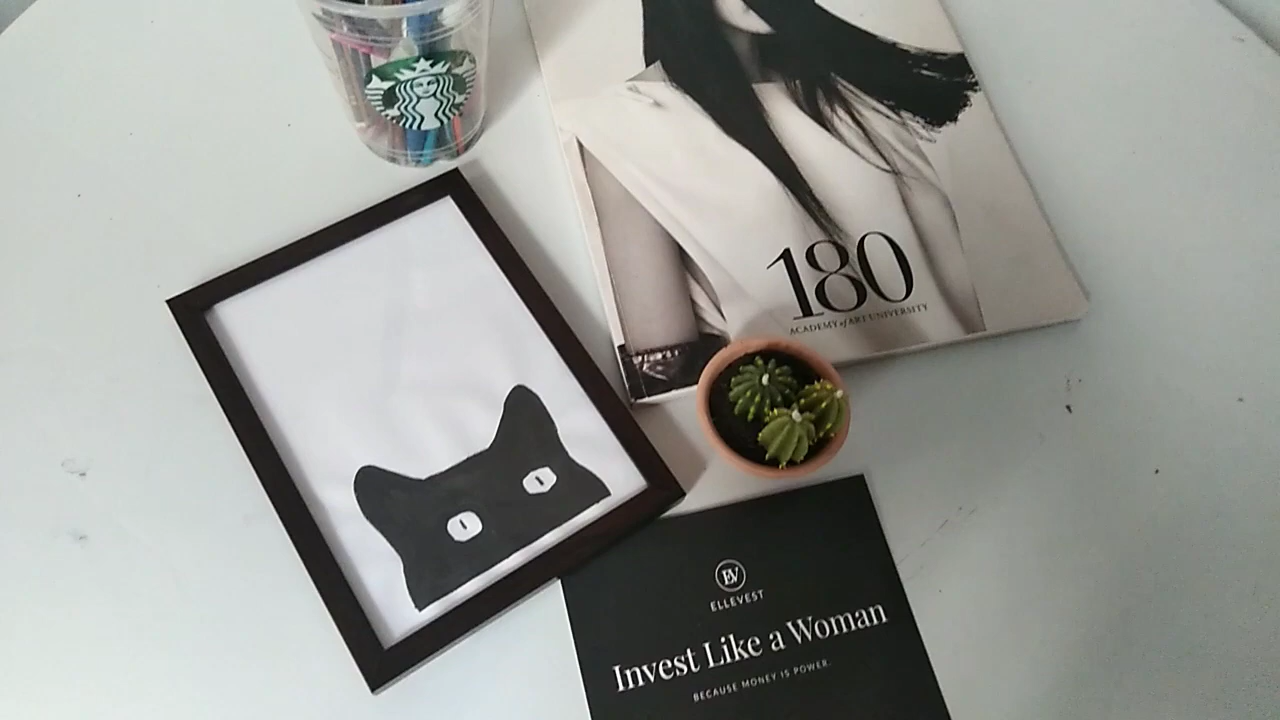 180
ACADEMY of ART UNIVERSITY
EV
ELLEVEST
Invest Like a Woman
BECAUSE MONEY IS POWER.